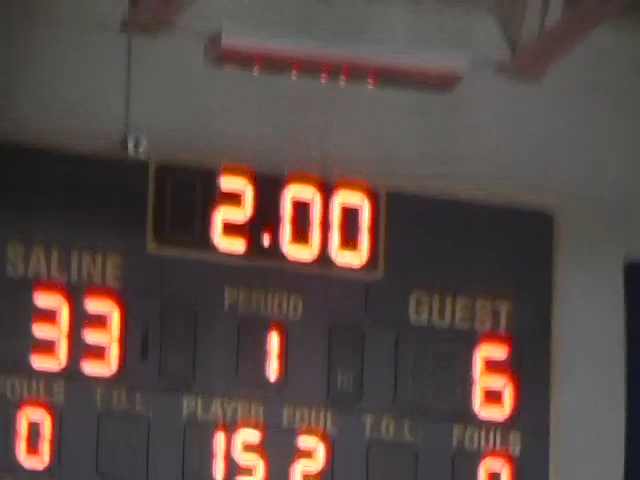 2.00
SALINE PERIOD GUEST
33 1 6
FOULS T.O.L. PLAYER FOUL T.O.L. FOULS
0 15 2